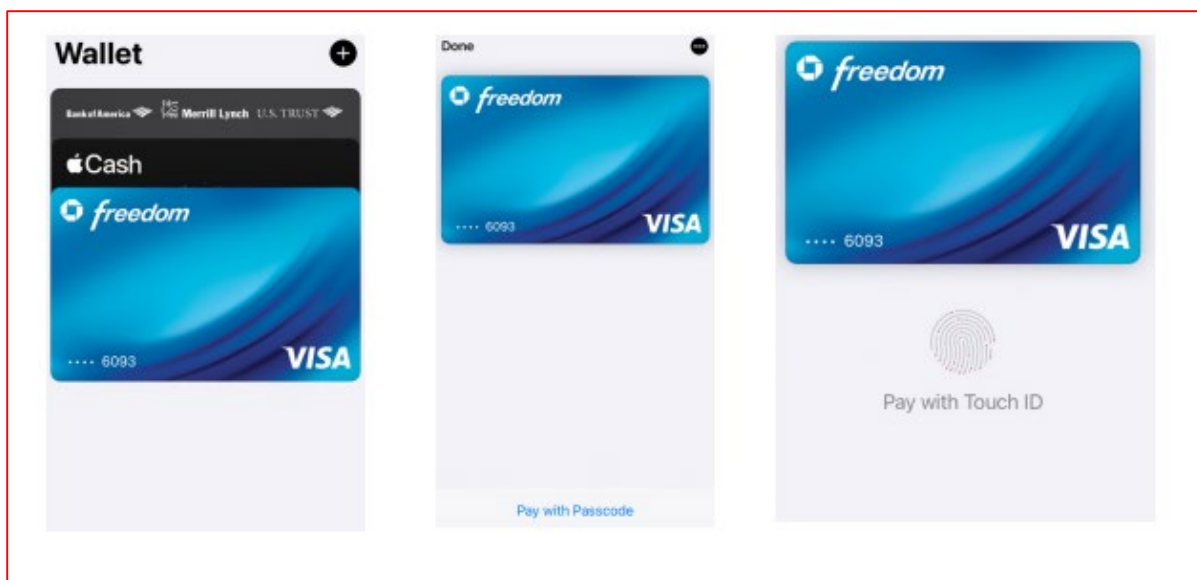 Wallet
Bank of America Merrill Lynch U.S. TRUST
Cash
freedom
.... 6093 VISA
Done
freedom
.... 6093 VISA
Pay with Passcode
freedom
.... 6093 VISA
Pay with Touch ID